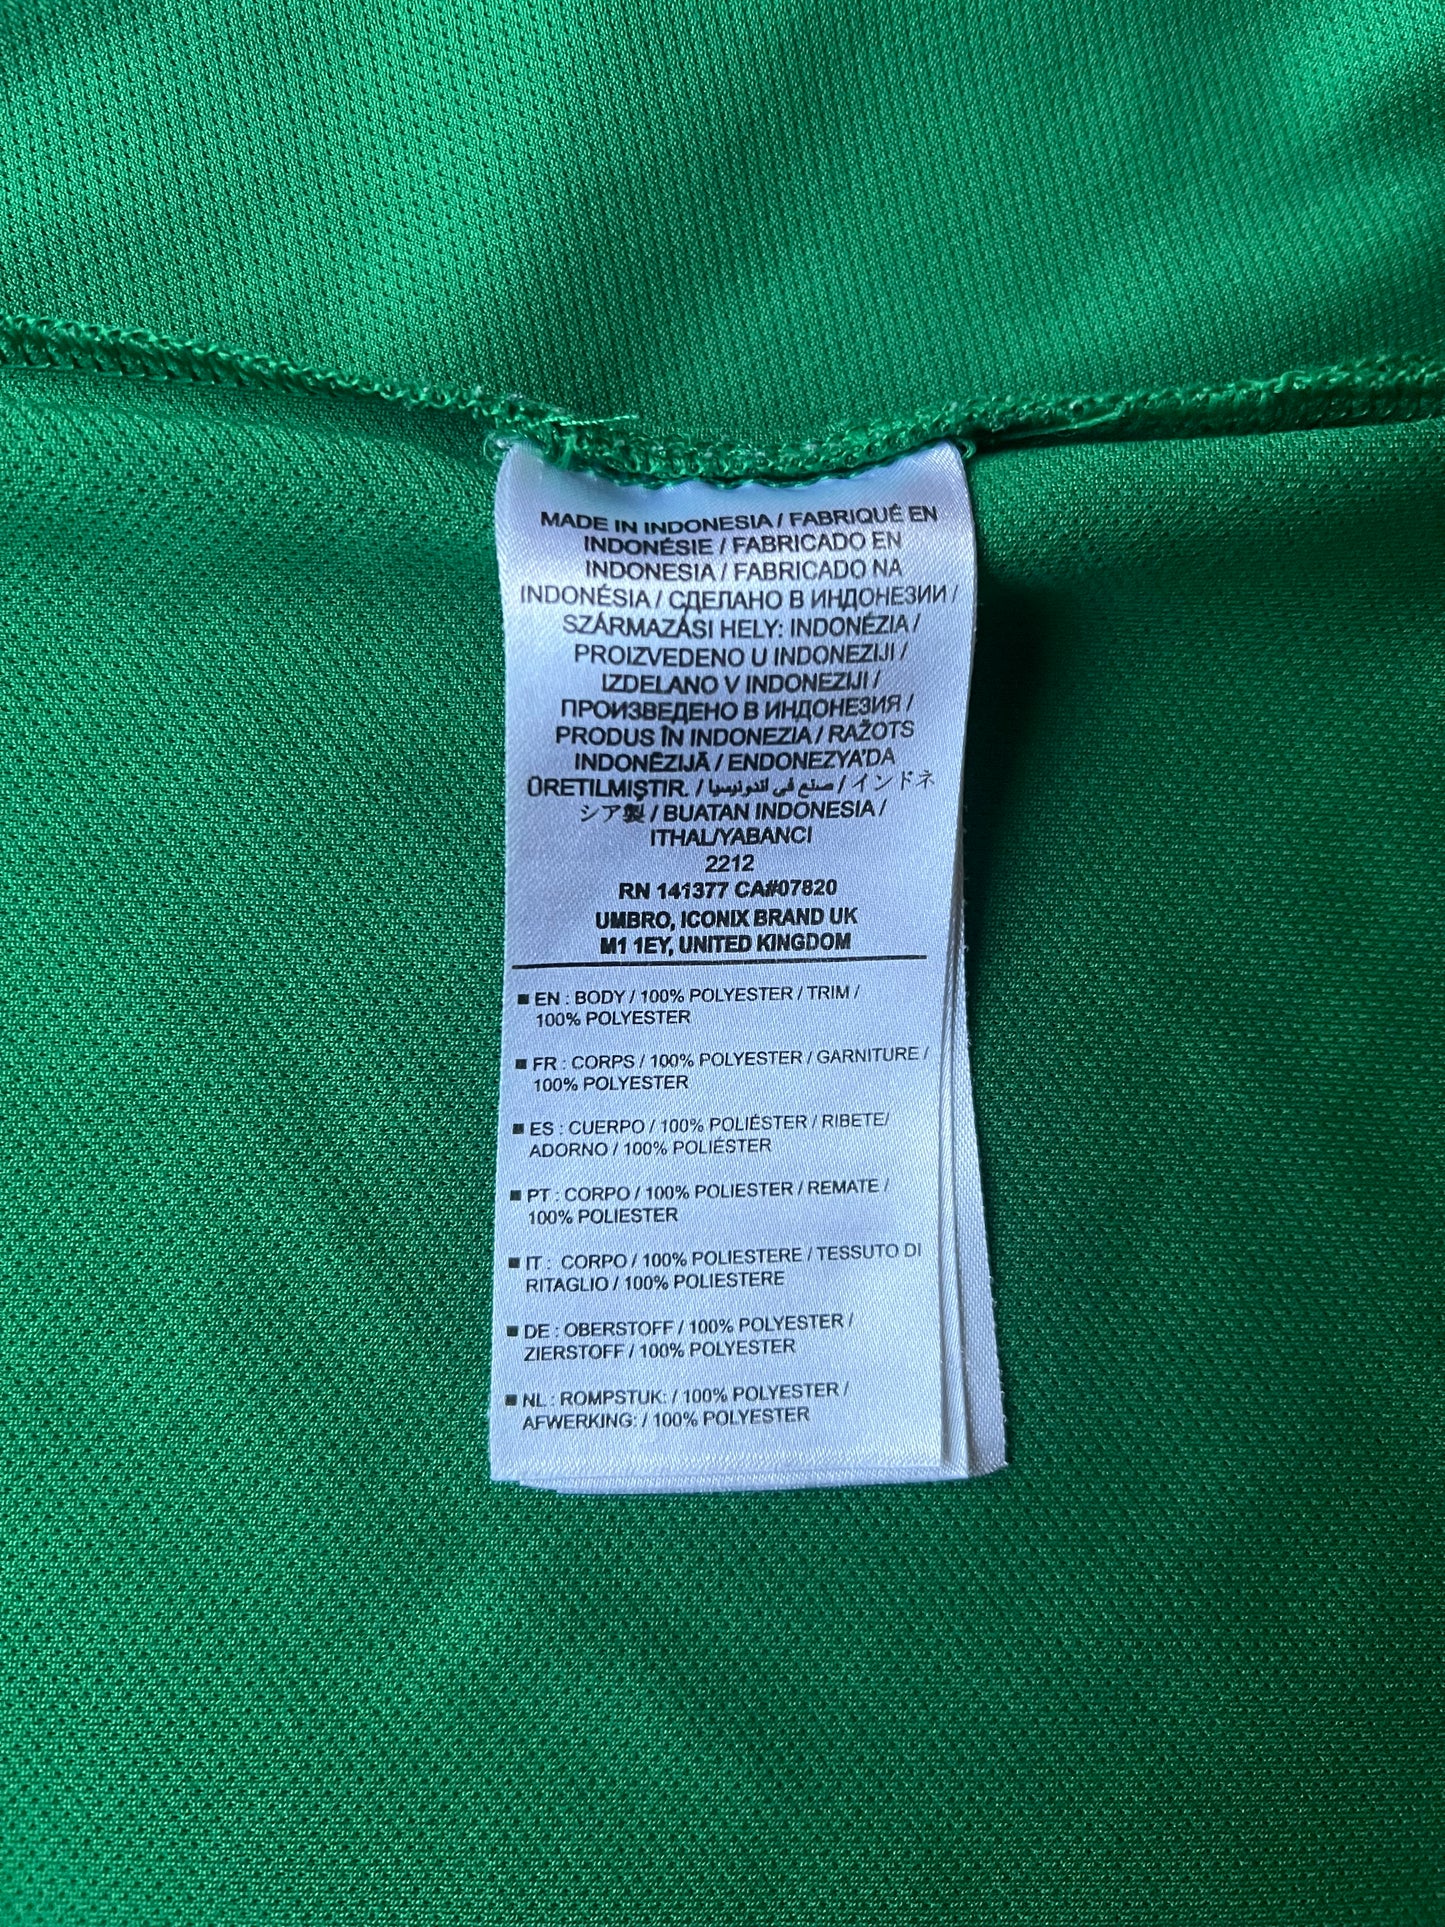 MADE IN INDONESIA / FABRIQUÉ EN
INDONÉSIE / FABRICADO EN
INDONESIA / FABRICADO NA
INDONÉSIA / СДЕЛАНО В ИНДОНЕЗИИ /
SZÁRMAZÁSI HELY: INDONÉZIA /
PROIZVEDENO U INDONEZIJI /
IZDELANO V INDONEZIJI /
ПРОИЗВЕДЕНО В ИНДОНЕЗИЯ /
PRODUS ÎN INDONEZIA / RAŽOTS
INDONĒZIJĀ / ENDONEZYA'DA
ÜRETILMIŞTIR. / صنع في اندونيسيا / インドネ
シア製 / BUATAN INDONESIA /
ITHAL/YABANCI
2212
RN 141377 CA#07820
UMBRO, ICONIX BRAND UK
M1 1EY, UNITED KINGDOM
▪ EN : BODY / 100% POLYESTER / TRIM /
100% POLYESTER
▪ FR : CORPS / 100% POLYESTER / GARNITURE /
100% POLYESTER
▪ ES : CUERPO / 100% POLIÉSTER / RIBETE/
ADORNO / 100% POLIÉSTER
▪ PT : CORPO / 100% POLIESTER / REMATE /
100% POLIESTER
▪ IT : CORPO / 100% POLIESTERE / TESSUTO DI
RITAGLIO / 100% POLIESTERE
▪ DE : OBERSTOFF / 100% POLYESTER /
ZIERSTOFF / 100% POLYESTER
▪ NL : ROMPSTUK: / 100% POLYESTER /
AFWERKING: / 100% POLYESTER